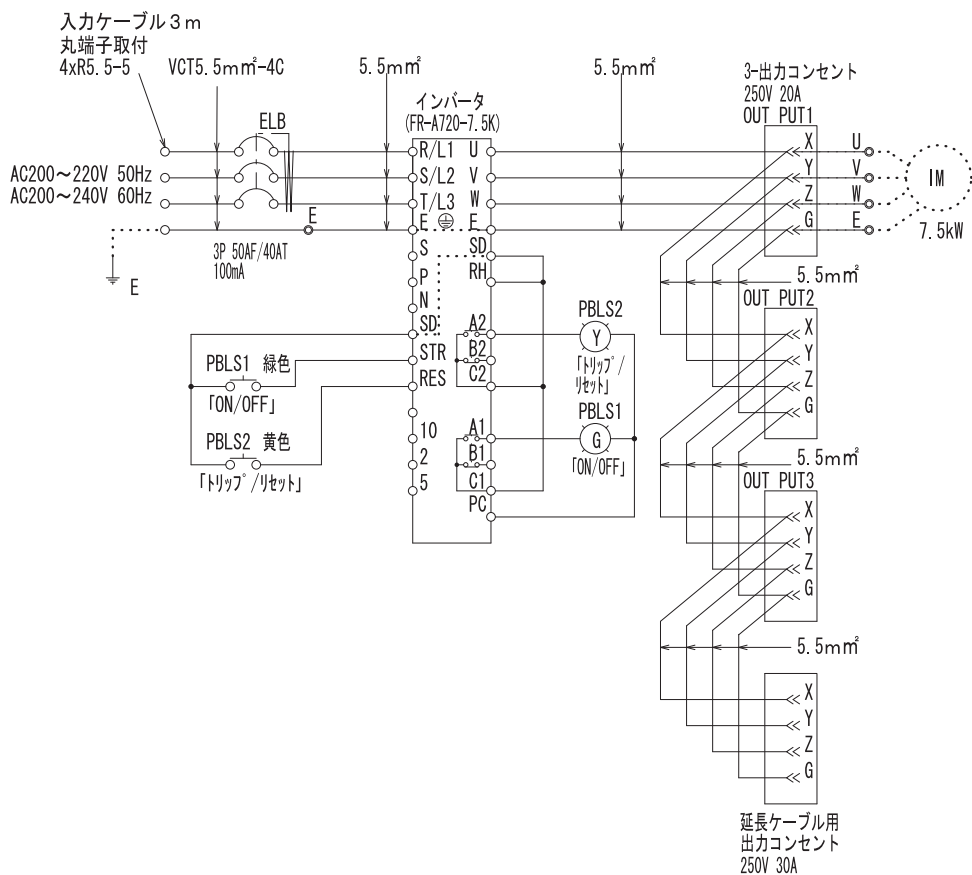 入力ケーブル3m
丸端子取付
4xR5.5-5
VCT5.5mm²-4C
5.5mm²
5.5mm²
ELB
インバータ
(FR-A720-7.5K)
3-出力コンセント
250V 20A
OUT PUT1
AC200～220V 50Hz
AC200～240V 60Hz
R/L1 U
S/L2 V
T/L3 W
E E
S SD
P RH
N
SD A2
STR B2
RES C2
10 A1
2 B1
5 C1
PC
E
E
3P 50AF/40AT
100mA
X U
Y V
Z W
G E
IM
7.5kW
5.5mm²
OUT PUT2
X
Y
Z
G
PBLS2
Y
「トリップ/
リセット」
PBLS1
G
「ON/OFF」
PBLS1 緑色
「ON/OFF」
PBLS2 黄色
「トリップ/リセット」
5.5mm²
OUT PUT3
X
Y
Z
G
5.5mm²
X
Y
Z
G
延長ケーブル用
出力コンセント
250V 30A